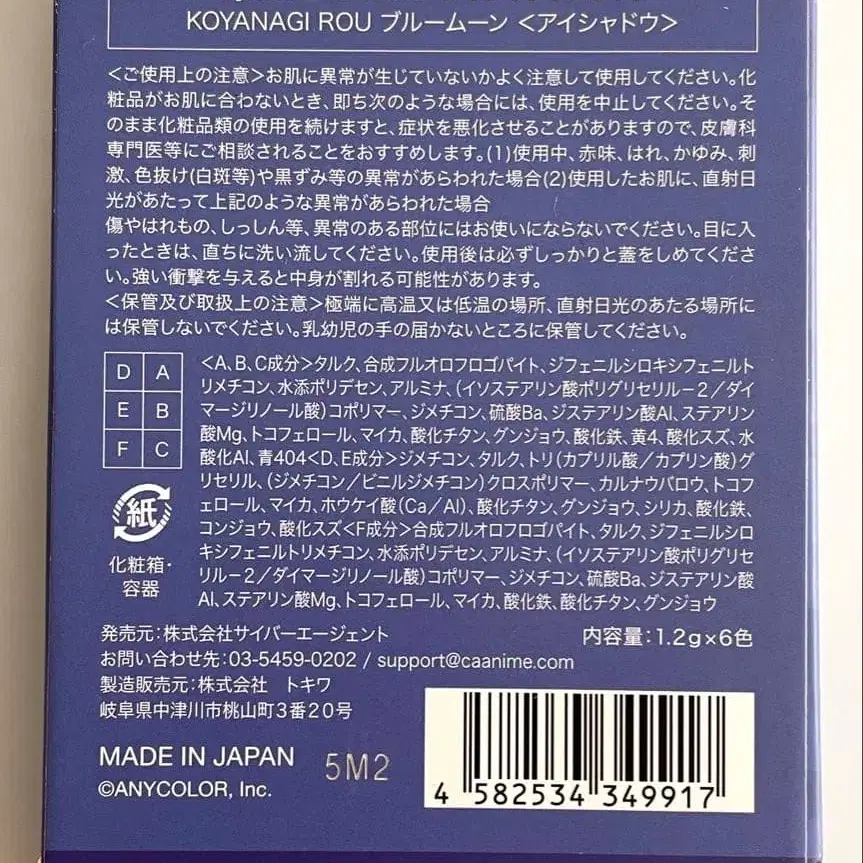 KOYANAGI ROU ブルームーン <アイシャドウ>
<ご使用上の注意>お肌に異常が生じていないかよく注意して使用してください。化
粧品がお肌に合わないとき、即ち次のような場合には、使用を中止してください。そ
のまま化粧品類の使用を続けますと、症状を悪化させることがありますので、皮膚科
専門医等にご相談されることをおすすめします。(1)使用中、赤味、はれ、かゆみ、刺
激、色抜け(白斑等)や黒ずみ等の異常があらわれた場合(2)使用したお肌に、直射日
光があたって上記のような異常があらわれた場合
傷やはれもの、しっしん等、異常のある部位にはお使いにならないでください。目に入
ったときは、直ちに洗い流してください。使用後は必ずしっかりと蓋をしめてくださ
い。強い衝撃を与えると中身が割れる可能性があります。
<保管及び取扱上の注意>極端に高温又は低温の場所、直射日光のあたる場所に
は保管しないでください。乳幼児の手の届かないところに保管してください。
D A
E B
F C
<A、B、C成分>タルク、合成フルオロフロゴパイト、ジフェニルシロキシフェニルト
リメチコン、水添ポリデセン、アルミナ、(イソステアリン酸ポリグリセリル-2/ダイ
マージリノール酸)コポリマー、ジメチコン、硫酸Ba、ジステアリン酸Al、ステアリン
酸Mg、トコフェロール、マイカ、酸化チタン、グンジョウ、酸化鉄、黄4、酸化スズ、水
酸化Al、青404<D、E成分>ジメチコン、タルク、トリ(カプリル酸/カプリン酸)グ
リセリル、(ジメチコン/ビニルジメチコン)クロスポリマー、カルナウバロウ、トコフ
ェロール、マイカ、ホウケイ酸(Ca/Al)、酸化チタン、グンジョウ、シリカ、酸化鉄、
コンジョウ、酸化スズ<F成分>合成フルオロフロゴパイト、タルク、ジフェニルシロ
キシフェニルトリメチコン、水添ポリデセン、アルミナ、(イソステアリン酸ポリグリセ
リル-2/ダイマージリノール酸)コポリマー、ジメチコン、硫酸Ba、ジステアリン酸
Al、ステアリン酸Mg、トコフェロール、マイカ、酸化鉄、酸化チタン、グンジョウ
紙
化粧箱・
容器
発売元:株式会社サイバーエージェント
内容量:1.2g×6色
お問い合わせ先:03-5459-0202 / support@caanime.com
製造販売元:株式会社 トキワ
岐阜県中津川市桃山町3番20号
MADE IN JAPAN
5M2
©ANYCOLOR, Inc.
4 582534 349917